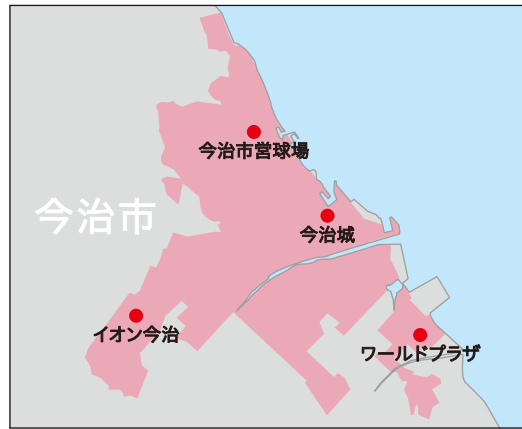 今治市営球場
今治市
今治城
イオン今治
ワールドプラザ